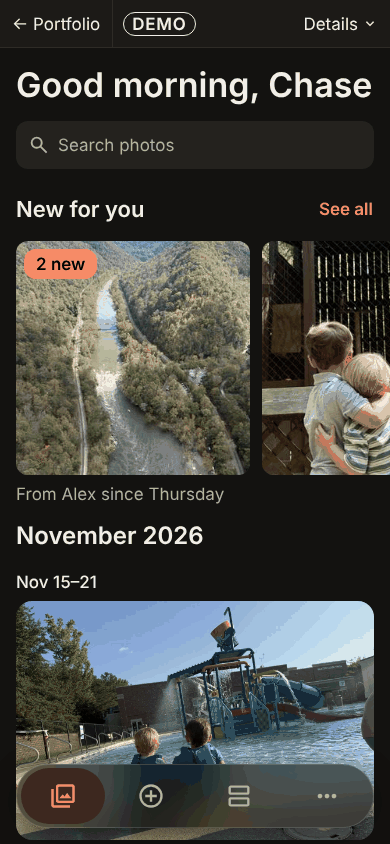 ← Portfolio
DEMO
Details
Good morning, Chase
Search photos
New for you
See all
2 new
From Alex since Thursday
November 2026
Nov 15–21